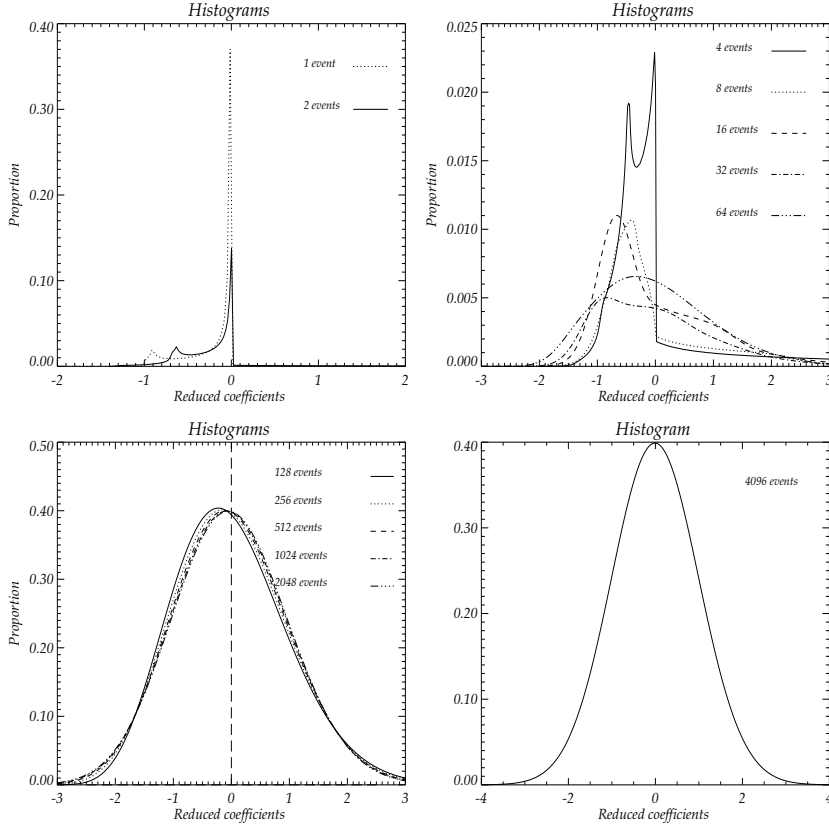 Histograms
0.40
0.30
0.20
0.10
0.00
Proportion
1 event
2 events
-2
-1
0
1
2
Reduced coefficients
Histograms
0.025
0.020
0.015
0.010
0.005
0.000
Proportion
4 events
8 events
16 events
32 events
64 events
-3
-2
-1
0
1
2
3
Reduced coefficients
Histograms
0.50
0.40
0.30
0.20
0.10
0.00
Proportion
128 events
256 events
512 events
1024 events
2048 events
-3
-2
-1
0
1
2
3
Reduced coefficients
Histogram
0.40
0.30
0.20
0.10
0.00
4096 events
-4
-2
0
2
4
Reduced coefficients